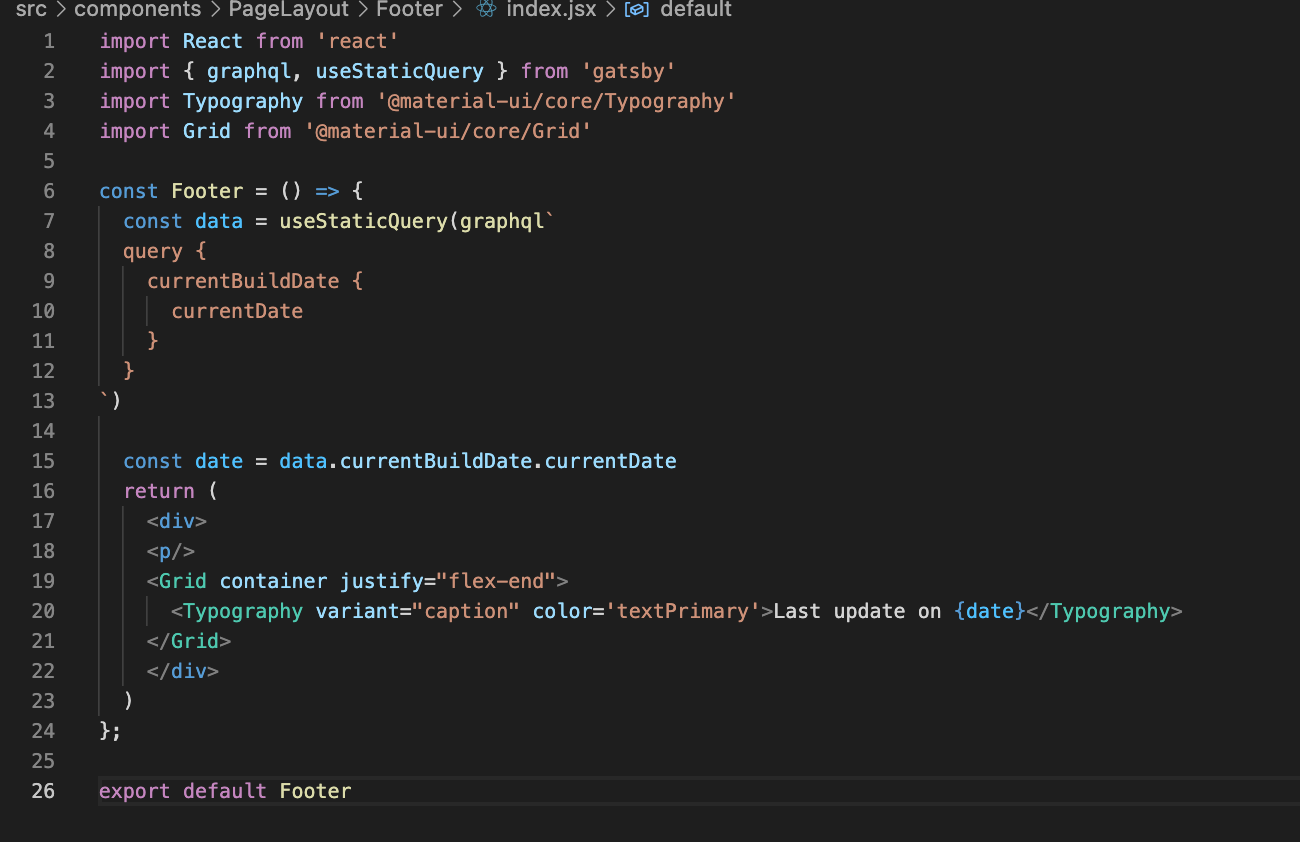 src > components > PageLayout > Footer > index.jsx > default
1 import React from 'react'
2 import { graphql, useStaticQuery } from 'gatsby'
3 import Typography from '@material-ui/core/Typography'
4 import Grid from '@material-ui/core/Grid'
5
6 const Footer = () => {
7   const data = useStaticQuery(graphql`
8   query {
9     currentBuildDate {
10       currentDate
11     }
12   }
13 `)
14
15   const date = data.currentBuildDate.currentDate
16   return (
17     <div>
18     <p/>
19     <Grid container justify="flex-end">
20       <Typography variant="caption" color='textPrimary'>Last update on {date}</Typography>
21     </Grid>
22     </div>
23   )
24 };
25
26 export default Footer